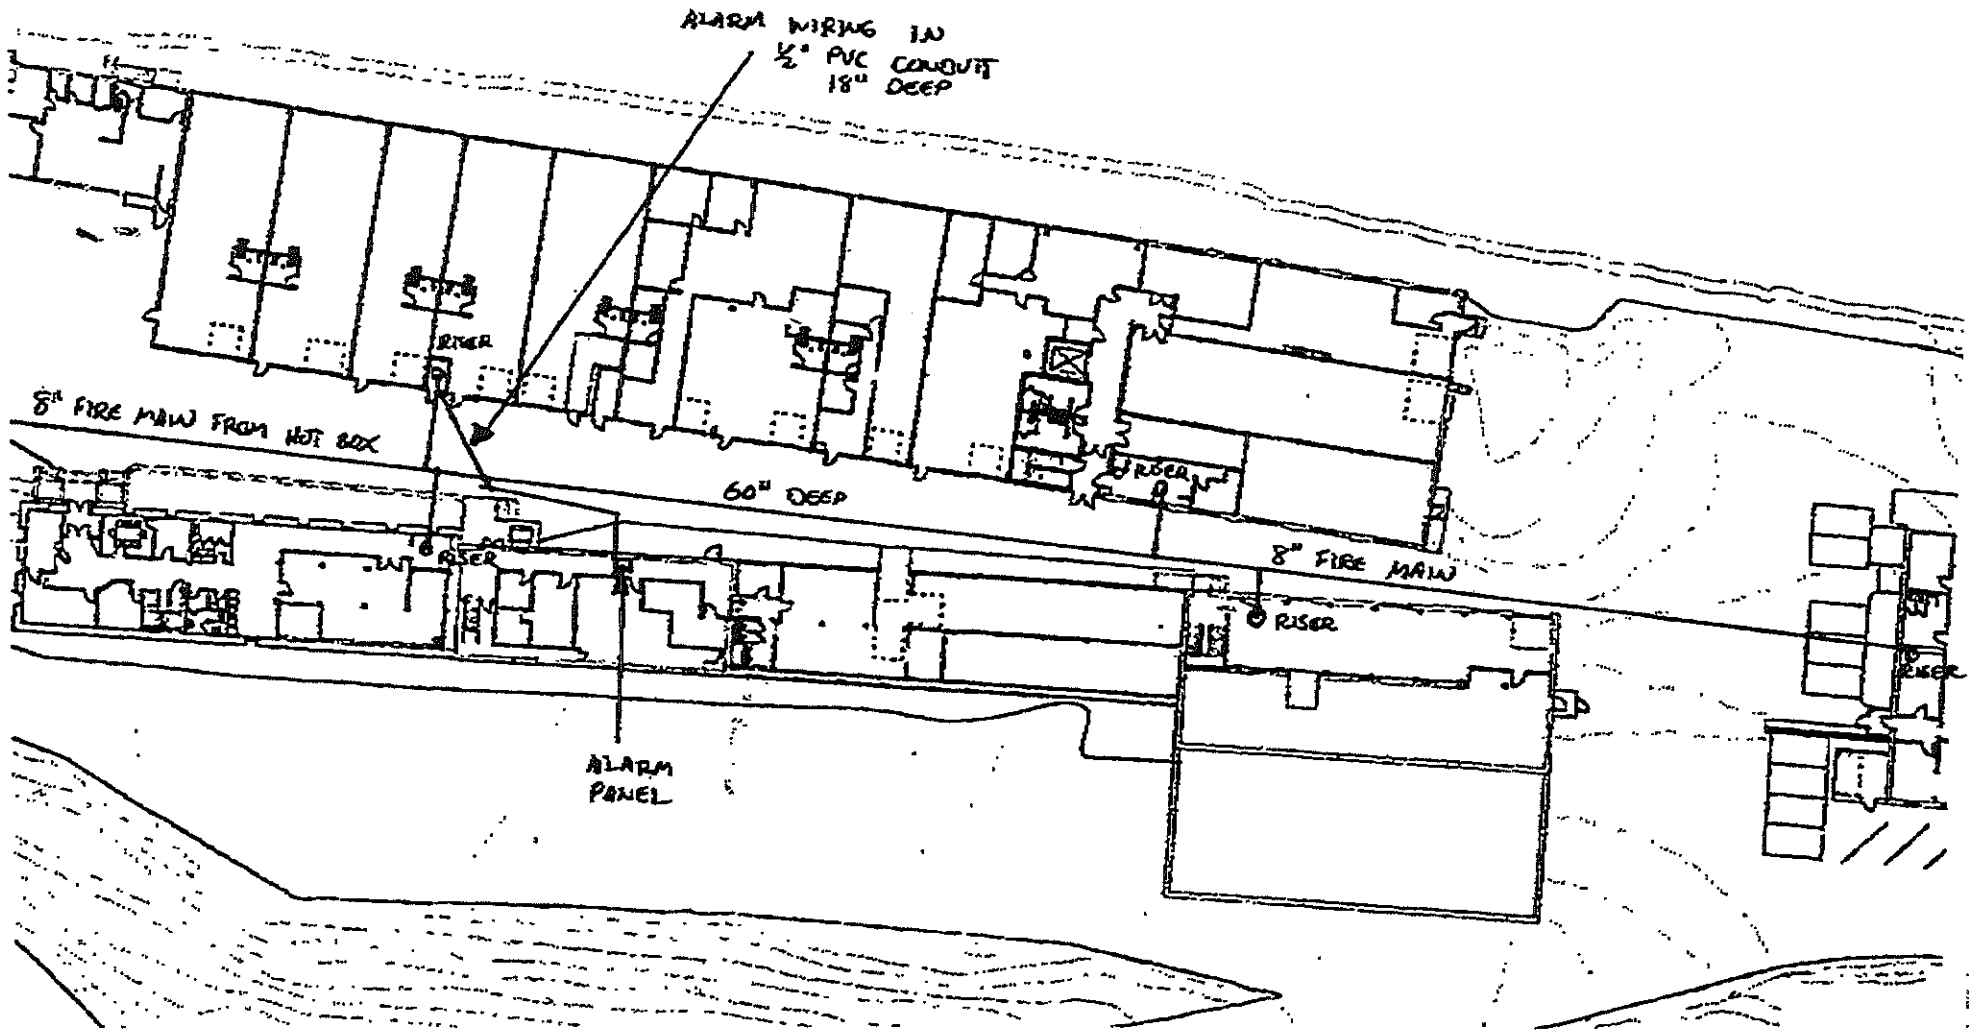 ALARM WIRING IN
1/2" PVC CONDUIT
18" DEEP
RISER
8" FIRE MAIN FROM HOT BOX
60" DEEP
RISER
RISER
8" FIRE MAIN
RISER
RISER
ALARM
PANEL